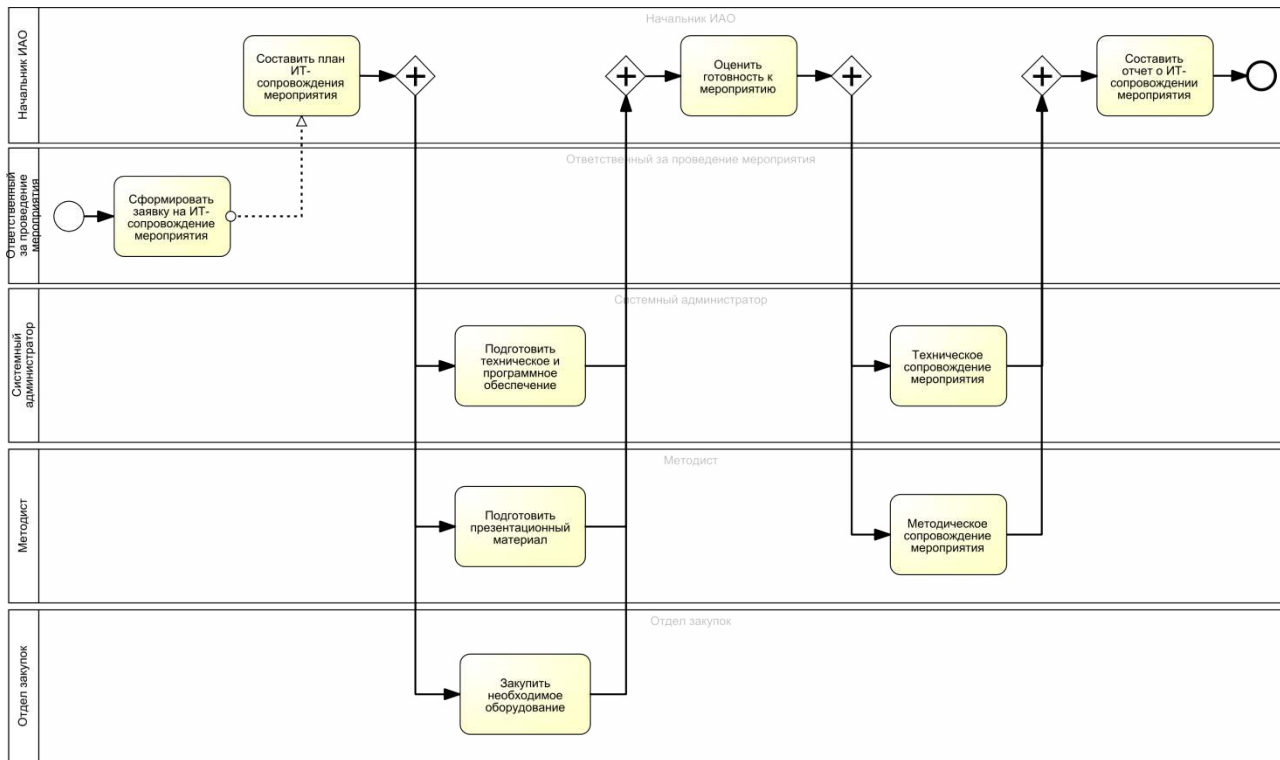 Начальник ИАО
Начальник ИАО
Составить план
ИТ-
сопровождения
мероприятия
Оценить
готовность к
мероприятию
Составить
отчет о ИТ-
сопровождении
мероприятия
Ответственный
за проведение
мероприятия
Ответственный за проведение мероприятия
Сформировать
заявку на ИТ-
сопровождение
мероприятия
Системный
администратор
Системный администратор
Подготовить
техническое и
программное
обеспечение
Техническое
сопровождение
мероприятия
Методист
Методист
Подготовить
презентационный
материал
Методическое
сопровождение
мероприятия
Отдел закупок
Отдел закупок
Закупить
необходимое
оборудование